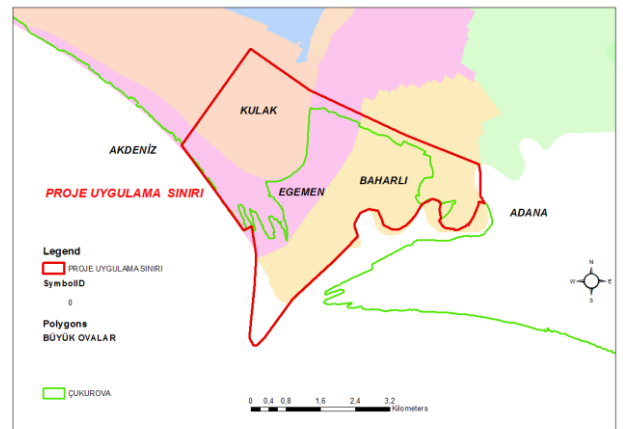 KULAK
AKDENİZ
EGEMEN
BAHARLI
PROJE UYGULAMA SINIRI
ADANA
Legend
PROJE UYGULAMA SINIRI
SymbolID
0
Polygons
BÜYÜK OVALAR
ÇUKUROVA
N
W E
S
0 0,4 0,8 1,6 2,4 3,2
Kilometers